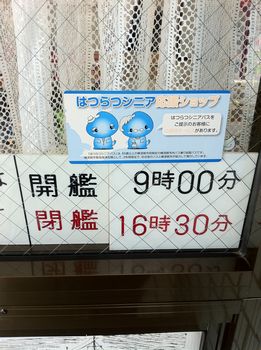 はつらつシニア応援ショップ
はつらつシニアパスを
ご提示のお客様に
があります。
開艦 9時00分
閉艦 16時30分